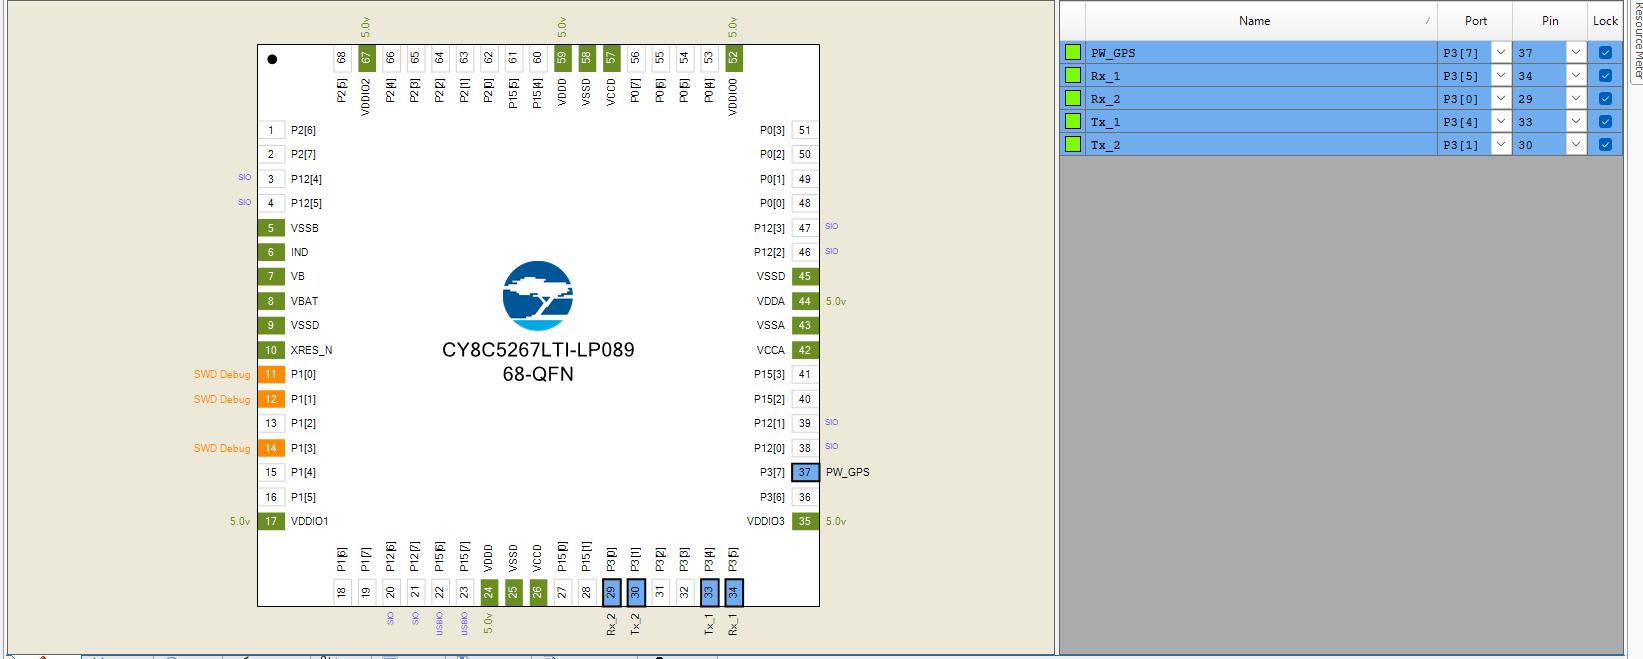 5.0v 5.0v 5.0v
68 67 66 65 64 63 62 61 60 59 58 57 56 55 54 53 52
P2[5] VDDIO2 P2[4] P2[3] P2[2] P2[1] P2[0] P15[5] P15[4] VDDD VSSD VCCD P0[7] P0[6] P0[5] P0[4] VDDIO0
1 P2[6] P0[3] 51
2 P2[7] P0[2] 50
SIO 3 P12[4] P0[1] 49
SIO 4 P12[5] P0[0] 48
5 VSSB P12[3] 47 SIO
6 IND P12[2] 46 SIO
7 VB VSSD 45
8 VBAT VDDA 44 5.0v
9 VSSD VSSA 43
10 XRES_N VCCA 42
CY8C5267LTI-LP089
68-QFN
SWD Debug 11 P1[0] P15[3] 41
SWD Debug 12 P1[1] P15[2] 40
13 P1[2] P12[1] 39 SIO
SWD Debug 14 P1[3] P12[0] 38 SIO
15 P1[4] P3[7] 37 PW_GPS
16 P1[5] P3[6] 36
5.0v 17 VDDIO1 VDDIO3 35 5.0v
P1[6] P1[7] P12[6] P12[7] P15[6] P15[7] VDDD VSSD VCCD P15[0] P15[1] P3[0] P3[1] P3[2] P3[3] P3[4] P3[5]
18 19 20 21 22 23 24 25 26 27 28 29 30 31 32 33 34
SIO SIO USBIO USBIO 5.0v Rx_2 Tx_2 Tx_1 Rx_1
Name Port Pin Lock
PW_GPS P3[7] 37
Rx_1 P3[5] 34
Rx_2 P3[0] 29
Tx_1 P3[4] 33
Tx_2 P3[1] 30
Resource Meter